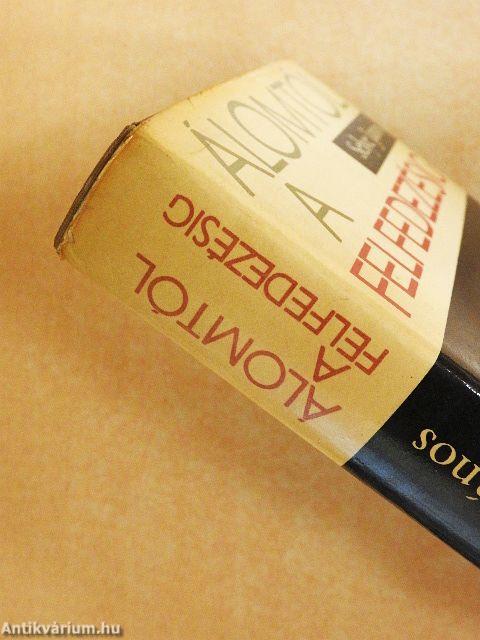 ÁLOMTÓL
A
FELFEDEZÉSIG
ÁLOMTÓL
A
FELFEDEZÉSIG
Antikvárium.hu